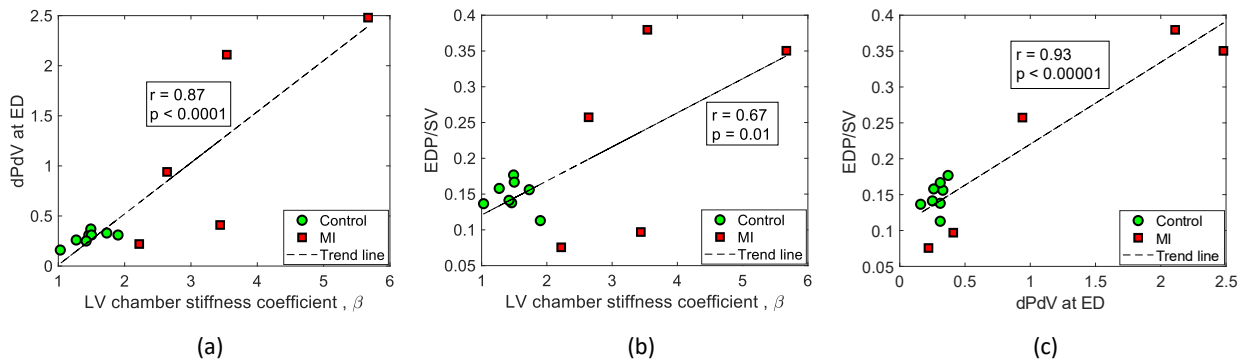 2.5
2
1.5
1
0.5
0
dPdV at ED
r = 0.87
p < 0.0001
Control
MI
Trend line
1 2 3 4 5 6
LV chamber stiffness coefficient , β
(a)
0.4
0.35
0.3
0.25
0.2
0.15
0.1
0.05
EDP/SV
r = 0.67
p = 0.01
Control
MI
Trend line
1 2 3 4 5 6
LV chamber stiffness coefficient , β
(b)
0.4
0.35
0.3
0.25
0.2
0.15
0.1
0.05
EDP/SV
r = 0.93
p < 0.00001
Control
MI
Trend line
0 0.5 1 1.5 2 2.5
dPdV at ED
(c)